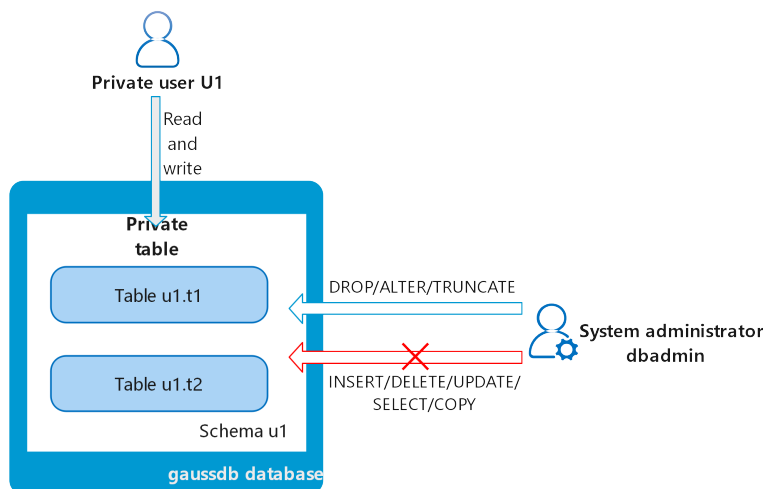 Private user U1
Read
and
write
Private
table
Table u1.t1
DROP/ALTER/TRUNCATE
System administrator
dbadmin
Table u1.t2
INSERT/DELETE/UPDATE/
SELECT/COPY
Schema u1
gaussdb database